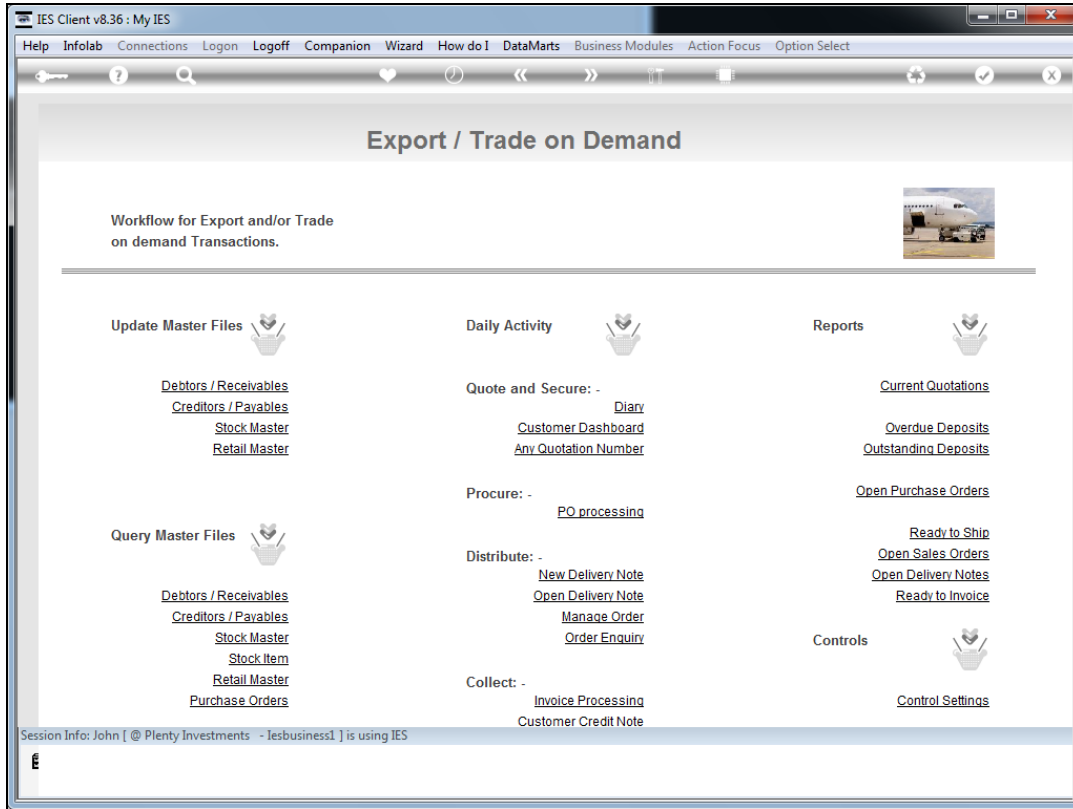 IES Client v8.36 : My IES
Help Infolab Connections Logon Logoff Companion Wizard How do I DataMarts Business Modules Action Focus Option Select
Export / Trade on Demand
Workflow for Export and/or Trade
on demand Transactions.
Update Master Files
Debtors / Receivables
Creditors / Payables
Stock Master
Retail Master
Query Master Files
Debtors / Receivables
Creditors / Payables
Stock Master
Stock Item
Retail Master
Purchase Orders
Daily Activity
Quote and Secure: -
Diary
Customer Dashboard
Any Quotation Number
Procure: -
PO processing
Distribute: -
New Delivery Note
Open Delivery Note
Manage Order
Order Enquiry
Collect: -
Invoice Processing
Customer Credit Note
Reports
Current Quotations
Overdue Deposits
Outstanding Deposits
Open Purchase Orders
Ready to Ship
Open Sales Orders
Open Delivery Notes
Ready to Invoice
Controls
Control Settings
Session Info: John [ @ Plenty Investments - Iesbusiness1 ] is using IES